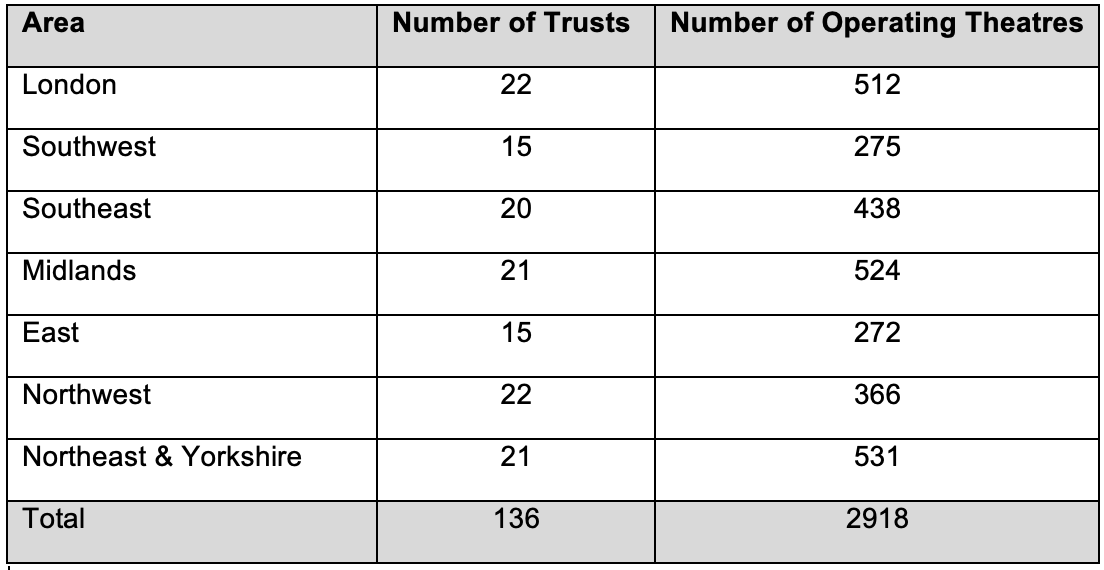 Area Number of Trusts Number of Operating Theatres
London 22 512
Southwest 15 275
Southeast 20 438
Midlands 21 524
East 15 272
Northwest 22 366
Northeast & Yorkshire 21 531
Total 136 2918